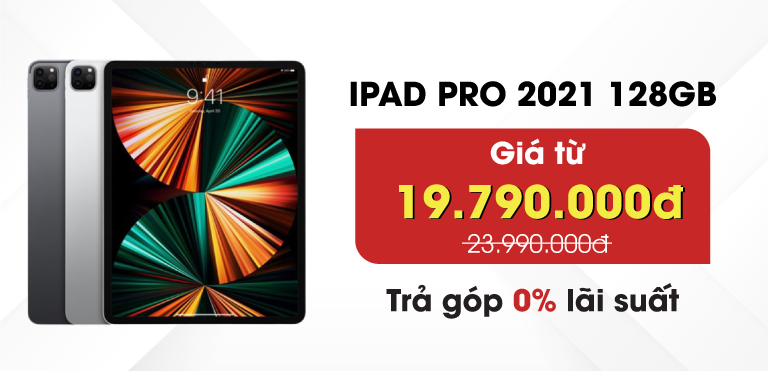 9:41
IPAD PRO 2021 128GB
Giá từ
19.790.000đ
23.990.000đ
Trả góp 0% lãi suất